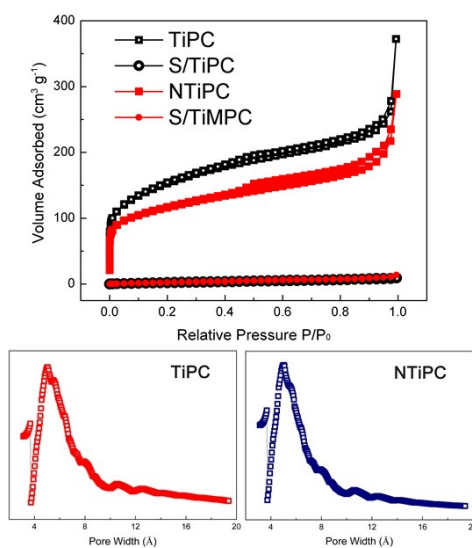 400
300
200
100
0
Volume Adsorbed (cm³ g⁻¹)
TiPC
S/TiPC
NTiPC
S/TiMPC
0.0 0.2 0.4 0.6 0.8 1.0
Relative Pressure P/P₀
TiPC
4 8 12 16 20
Pore Width (Å)
NTiPC
4 8 12 16 20
Pore Width (Å)